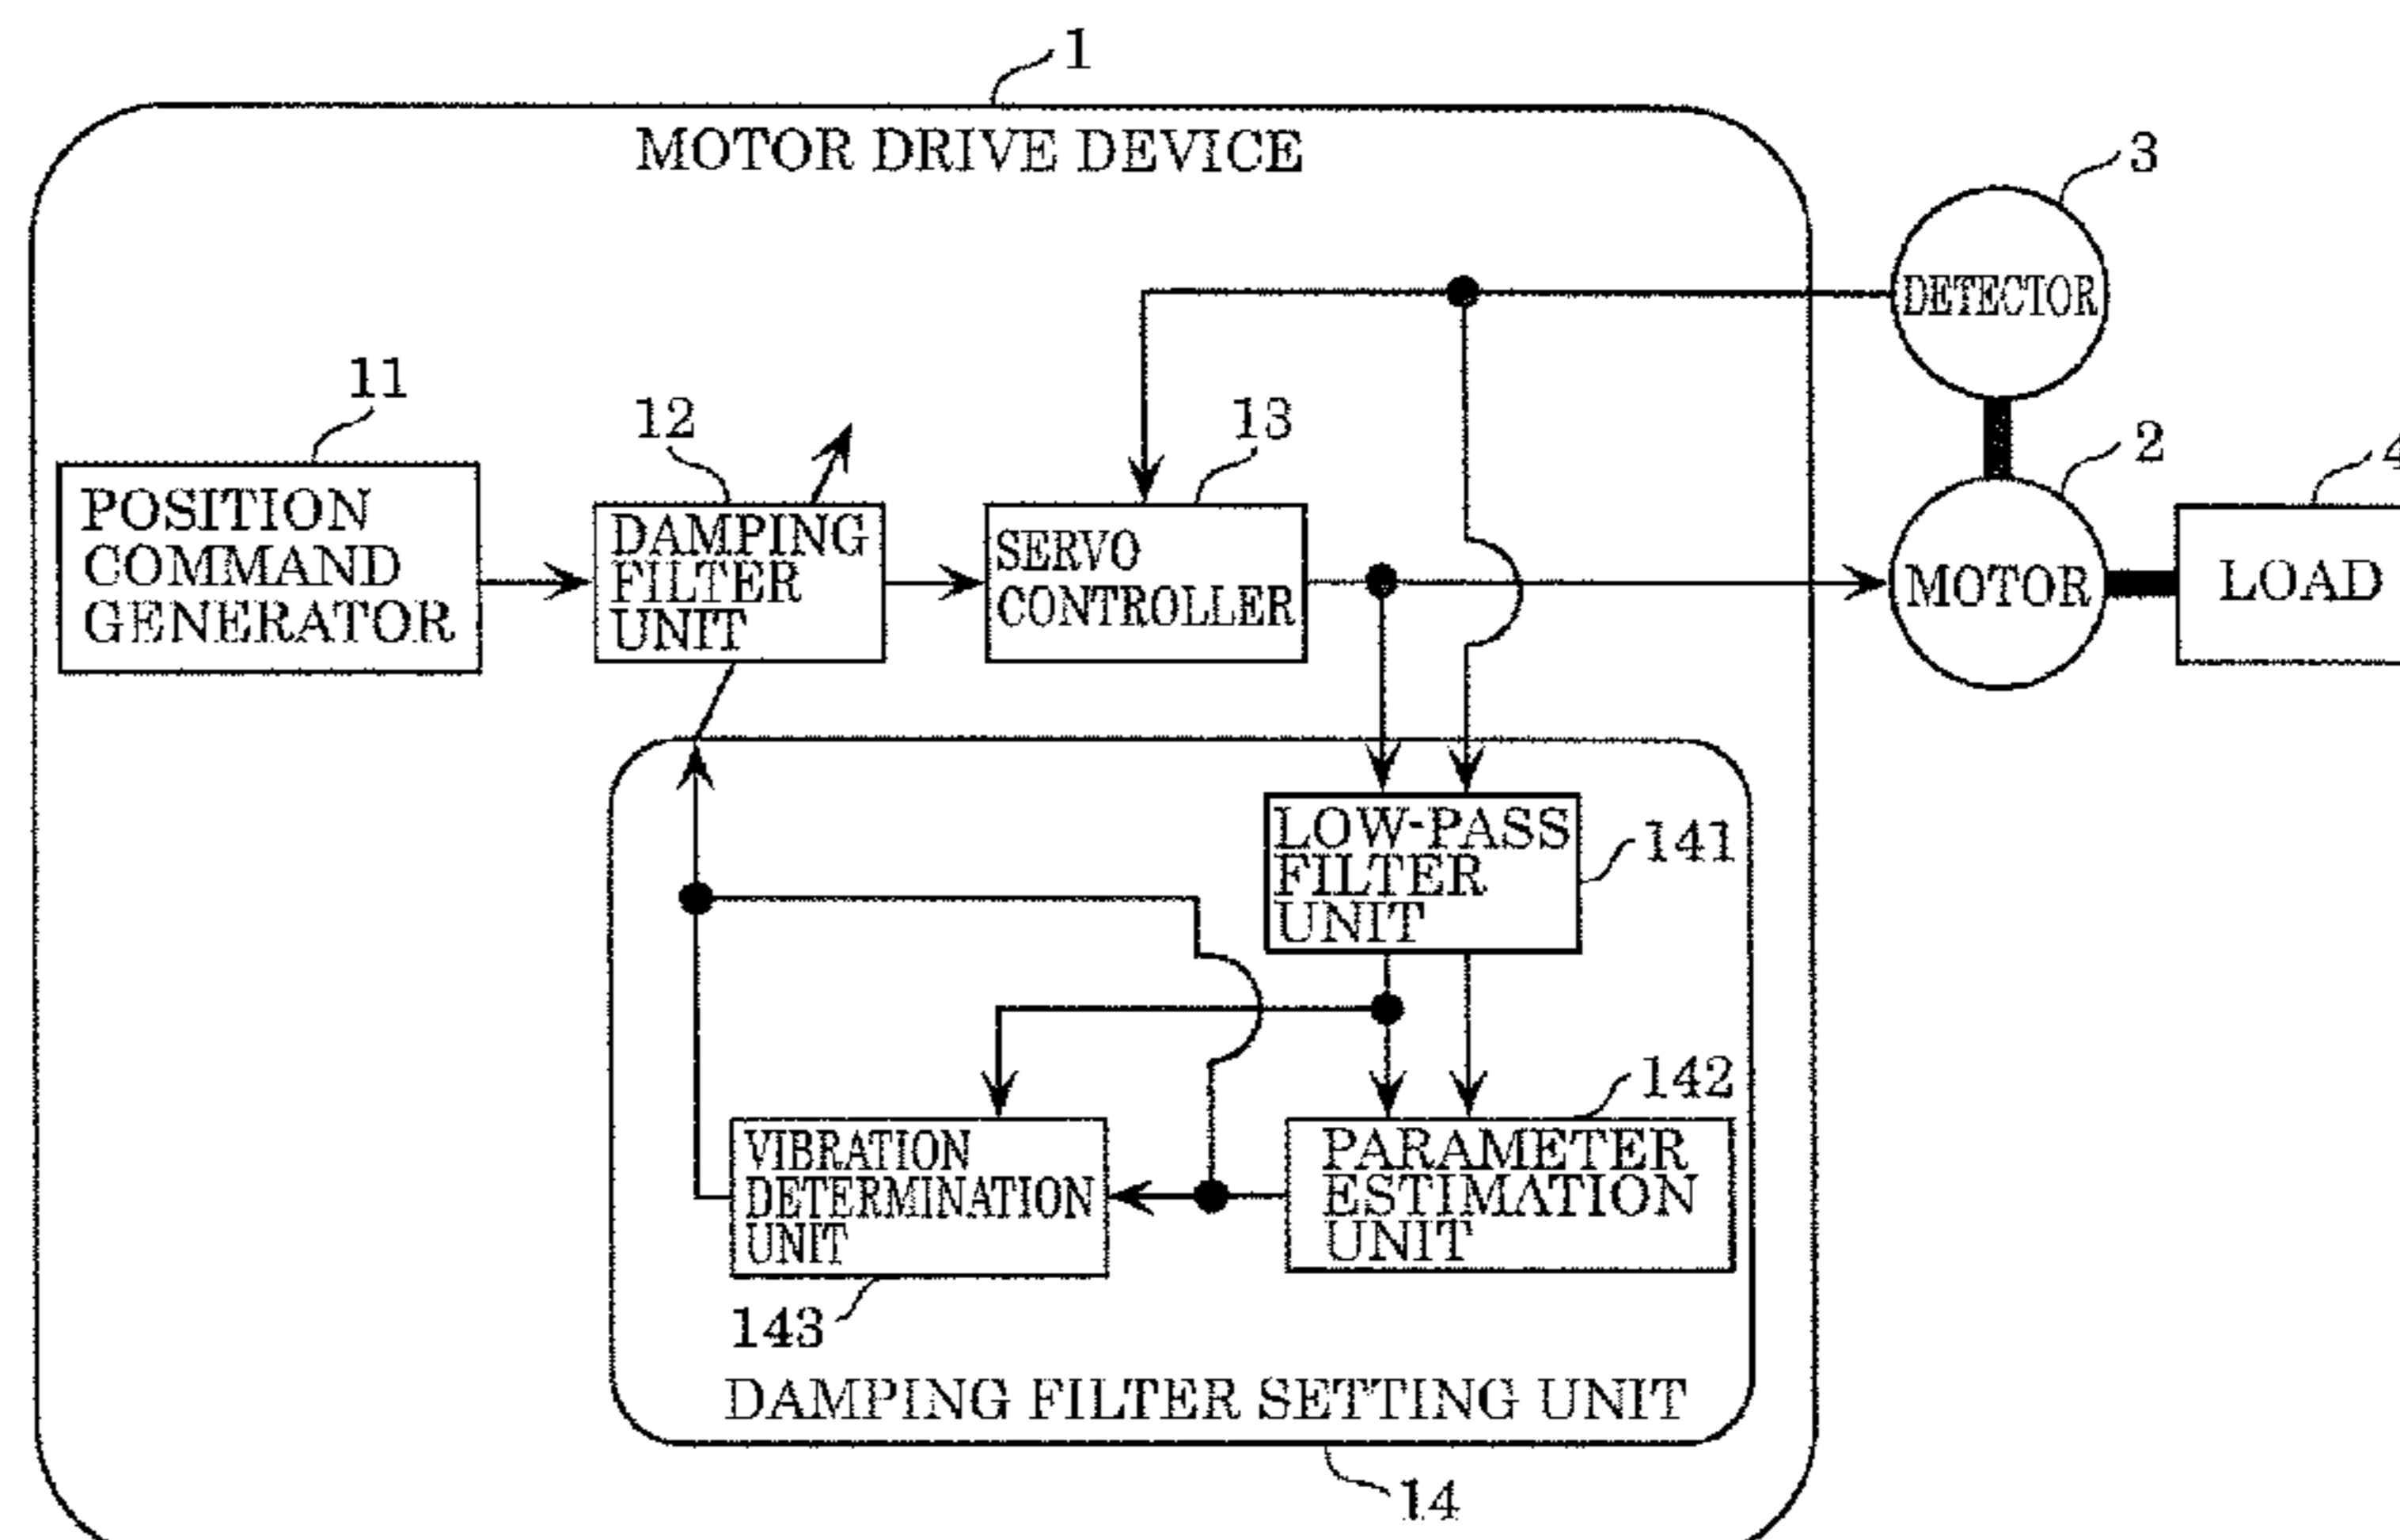 1
MOTOR DRIVE DEVICE
3
DETECTOR
11
12
13
2
4
POSITION
COMMAND
GENERATOR
DAMPING
FILTER
UNIT
SERVO
CONTROLLER
MOTOR
LOAD
LOW-PASS
FILTER
UNIT
141
142
VIBRATION
DETERMINATION
UNIT
PARAMETER
ESTIMATION
UNIT
143
DAMPING FILTER SETTING UNIT
14